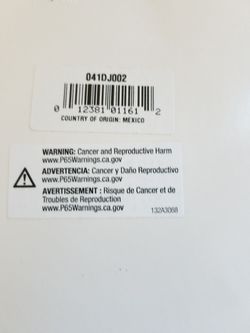 041DJ002
0 12381 01161 2
COUNTRY OF ORIGIN: MEXICO
WARNING: Cancer and Reproductive Harm
www.P65Warnings.ca.gov
ADVERTENCIA: Cancer y Daño Reproductivo
www.P65Warnings.ca.gov
AVERTISSEMENT : Risque de Cancer et de
Troubles de Reproduction
www.P65Warnings.ca.gov
132A3068